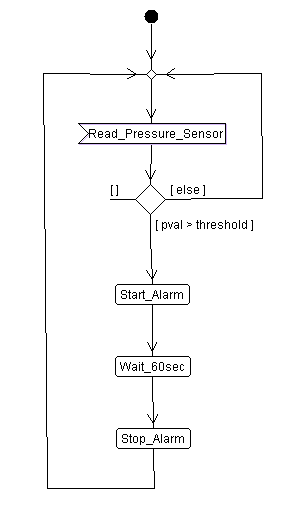 Read_Pressure_Sensor
[ ] [ else ]
[ pval > threshold ]
Start_Alarm
Wait_60sec
Stop_Alarm